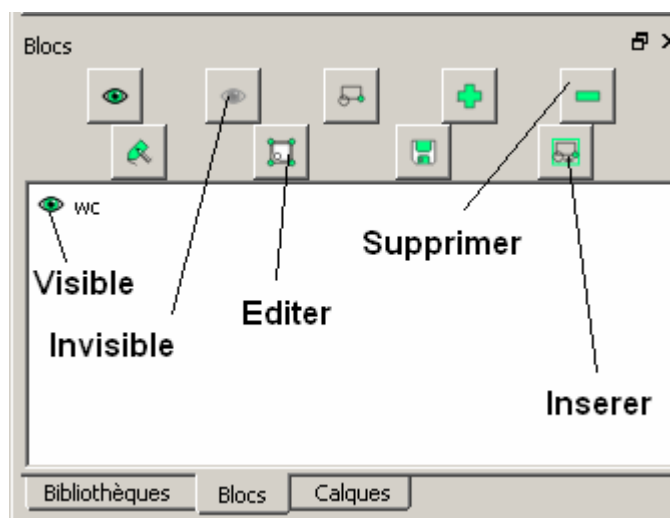 Blocs
wc
Supprimer
Visible
Editer
Invisible
Inserer
Bibliothèques
Blocs
Calques